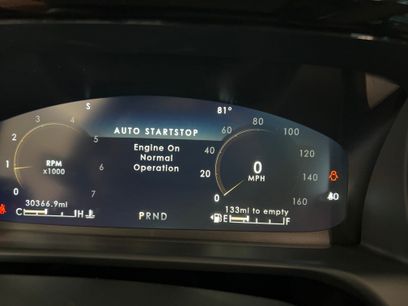 S
81°
AUTO STARTSTOP
Engine On
Normal
Operation
0
1
2
3
4
5
6
7
RPM
x1000
0
20
40
60
80
100
120
140
160
0
MPH
30366.9mi
C H
PRND
133mi to empty
E F